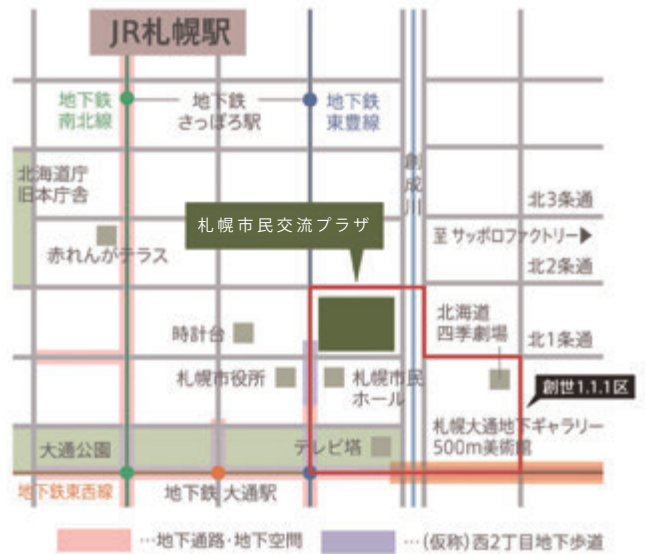 JR札幌駅
地下鉄
南北線
地下鉄
さっぽろ駅
地下鉄
東豊線
北海道庁
旧本庁舎
創成川
北3条通
札幌市民交流プラザ
至 サッポロファクトリー▶
赤れんがテラス
北2条通
北海道
四季劇場
時計台
北1条通
札幌市役所
札幌市民
ホール
創世1.1.1区
札幌大通地下ギャラリー
500m美術館
大通公園
テレビ塔
地下鉄東西線
地下鉄 大通駅
…地下通路・地下空間
…(仮称)西2丁目地下歩道